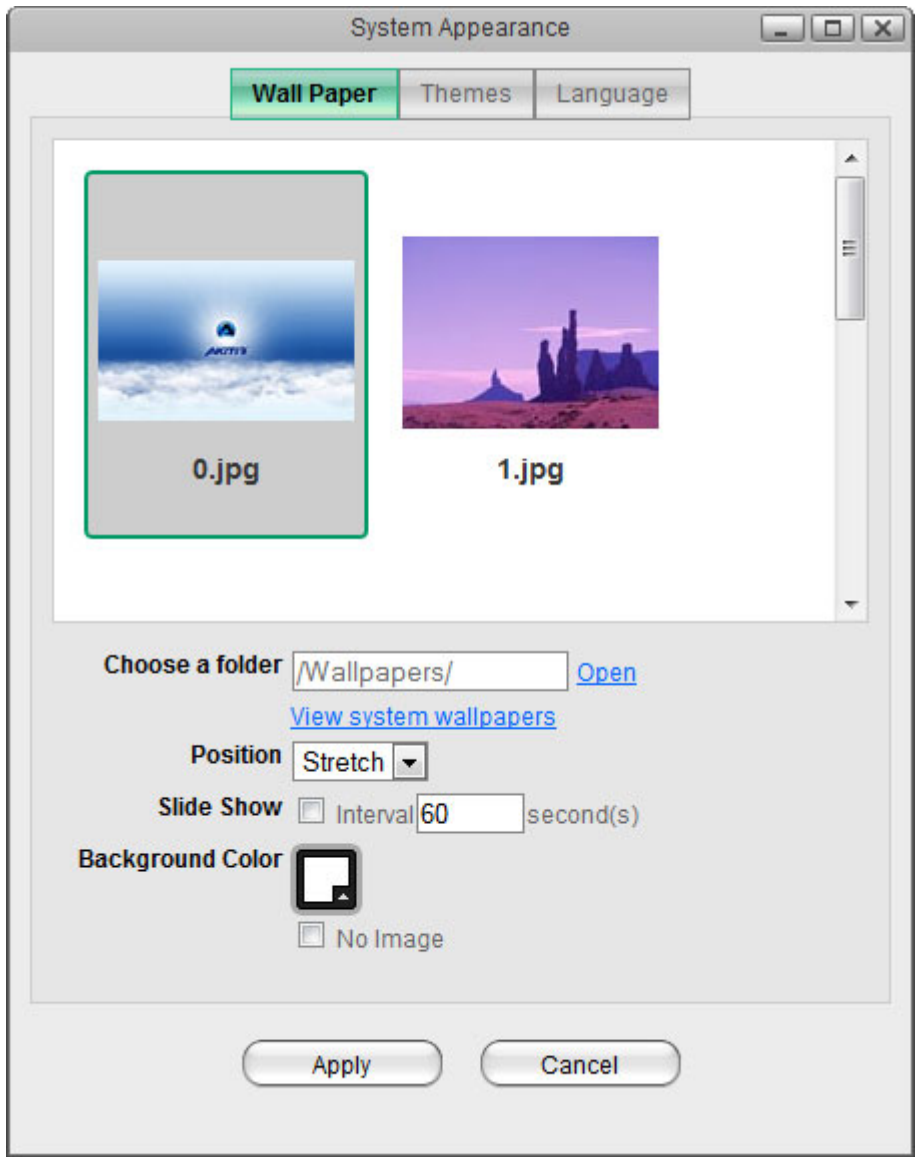 System Appearance
Wall Paper Themes Language
AKiTiO
0.jpg 1.jpg
Choose a folder /Wallpapers/ Open
View system wallpapers
Position Stretch
Slide Show Interval 60 second(s)
Background Color
No Image
Apply Cancel